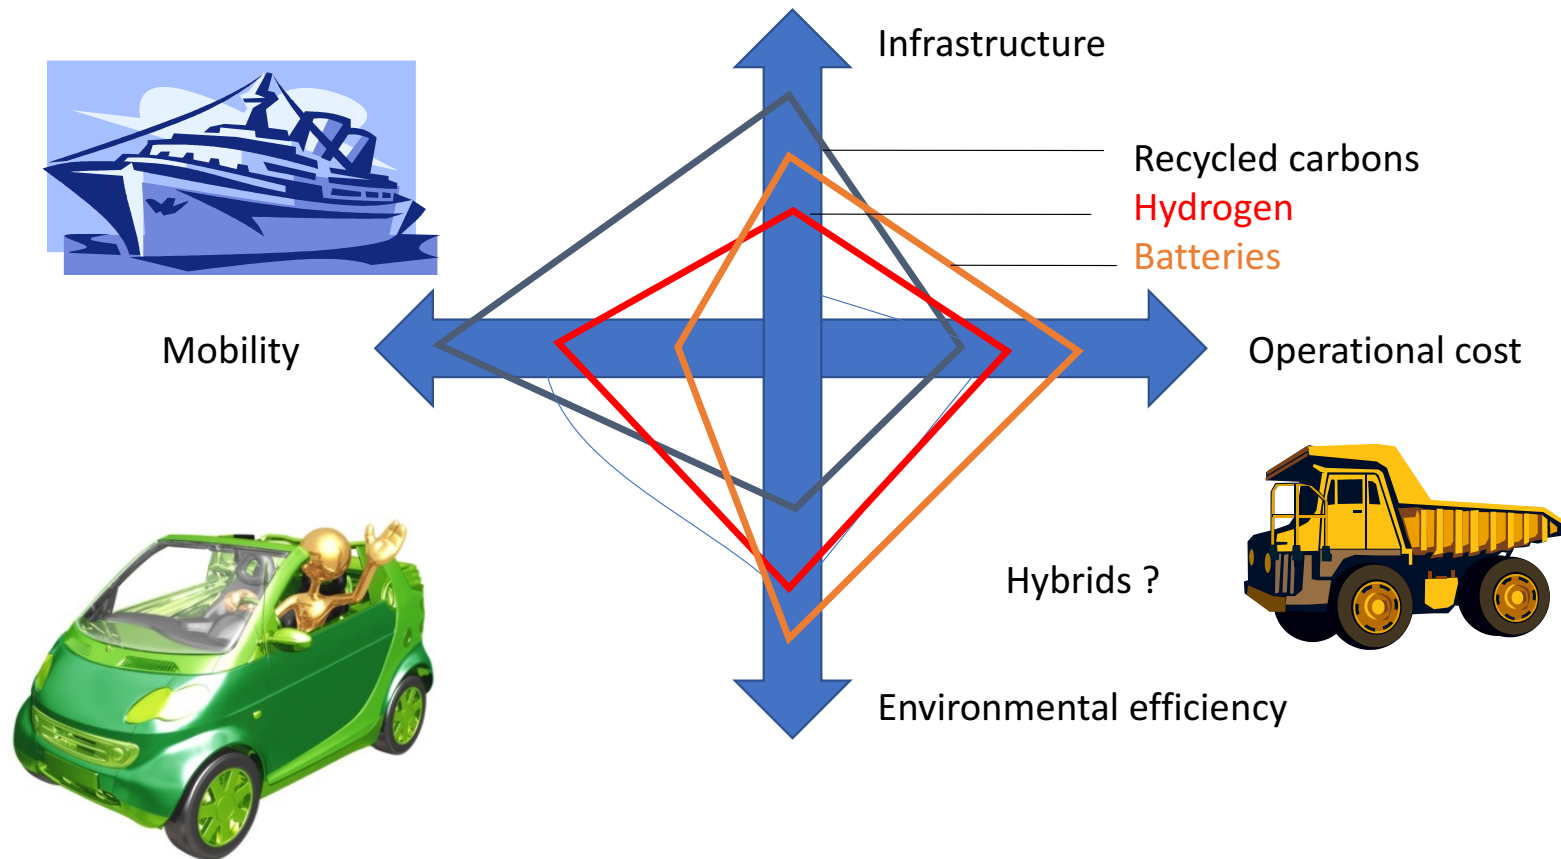 Infrastructure
Recycled carbons
Hydrogen
Batteries
Mobility
Operational cost
Hybrids ?
Environmental efficiency